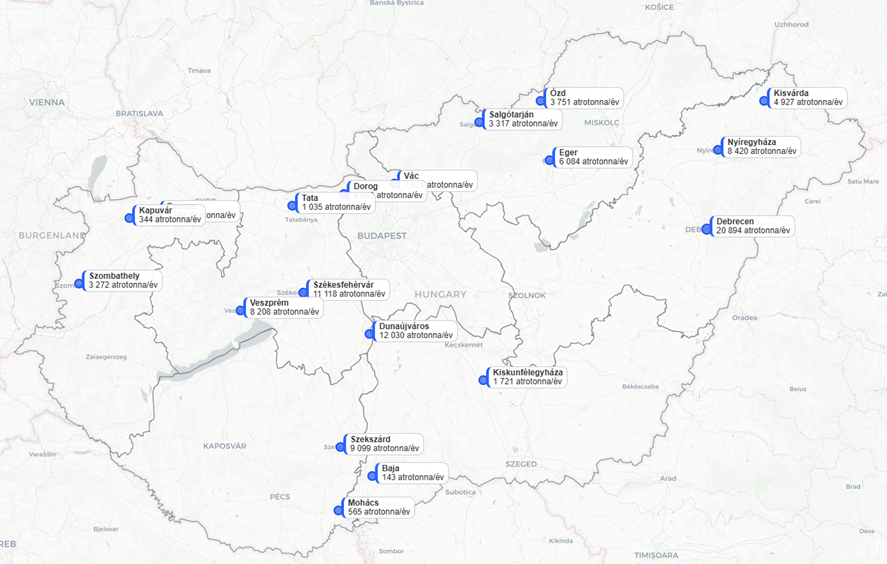 Banská Bystrica
KOŠICE
Uzhhorod
Trnava
VIENNA
BRATISLAVA
Ózd
3 751 atrotonna/év
Kisvárda
4 927 atrotonna/év
Salgótarján
3 317 atrotonna/év
MISKOLC
Nyíregyháza
8 420 atrotonna/év
Eger
6 084 atrotonna/év
Satu Mare
Carei
Vác
atrotonna/év
Dorog
atrotonna/év
Tata
1 035 atrotonna/év
Tatabánya
Kapuvár
344 atrotonna/év
onna/év
BURGENLAND
BUDAPEST
Debrecen
20 894 atrotonna/év
Szombathely
3 272 atrotonna/év
Székesfehérvár
11 118 atrotonna/év
HUNGARY
SZOLNOK
Veszprém
8 208 atrotonna/év
Oradea
Dunaújváros
12 030 atrotonna/év
Kecskemét
Zalaegerszeg
Kiskunfélegyháza
1 721 atrotonna/év
Békéscsaba
Beius
Szekszárd
9 099 atrotonna/év
KAPOSVÁR
Varaždin
SZEGED
Baja
143 atrotonna/év
Arad
Brad
Subotica
PÉCS
Mohács
565 atrotonna/év
Bjelovar
Deva
Kikinda
REB
Sombor
TIMIȘOARA